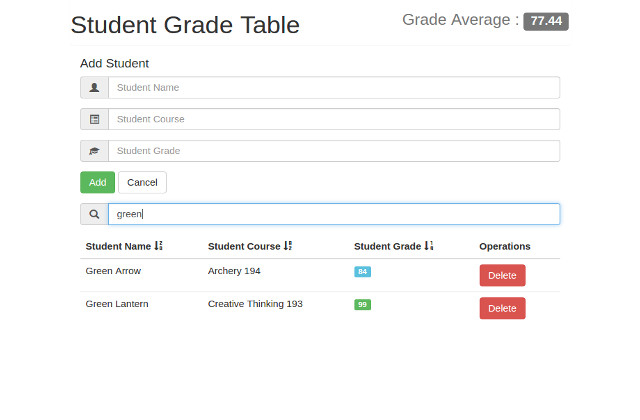 Student Grade Table
Grade Average : 77.44
Add Student
Student Name
Student Course
Student Grade
Add Cancel
green
Student Name Student Course Student Grade Operations
Green Arrow Archery 194 84 Delete
Green Lantern Creative Thinking 193 99 Delete